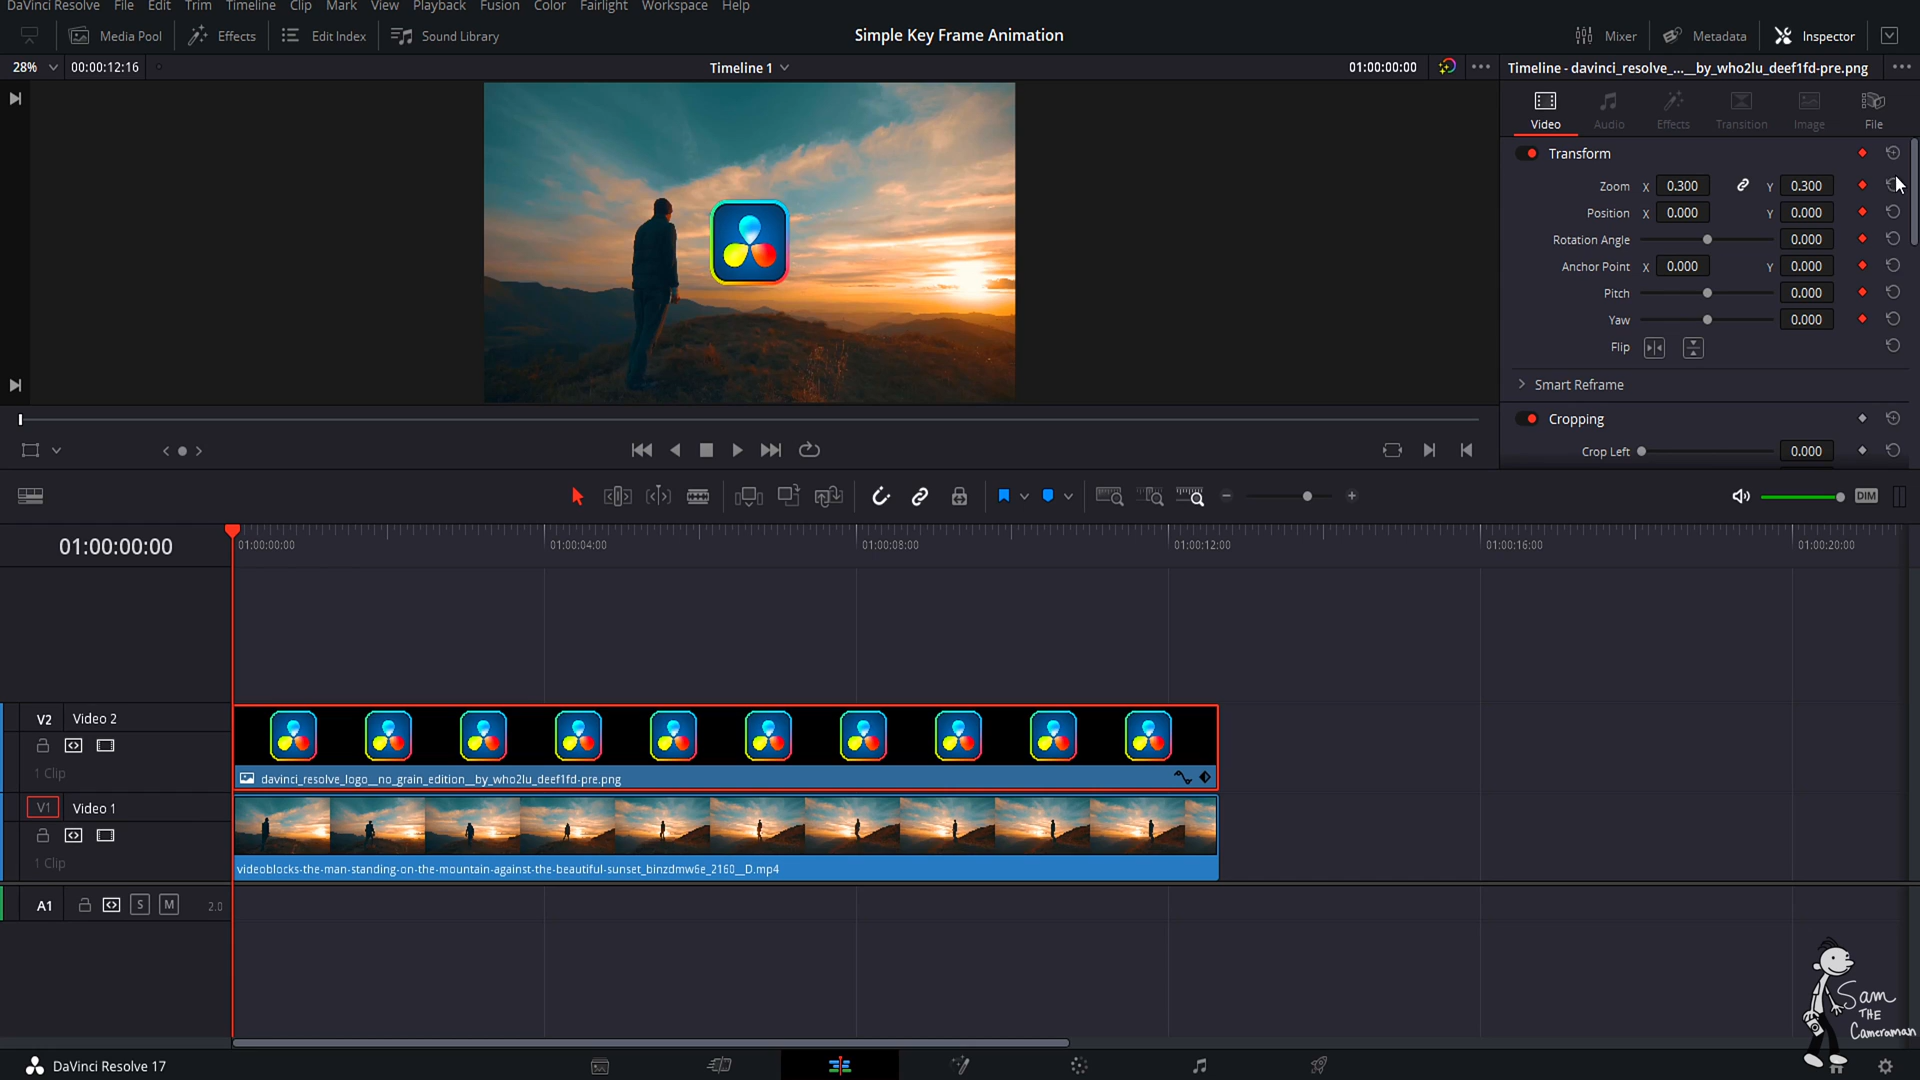 DaVinci Resolve File Edit Trim Timeline Clip Mark View Playback Fusion Color Fairlight Workspace Help
Media Pool Effects Edit Index Sound Library Simple Key Frame Animation Mixer Metadata Inspector
28% 00:00:12:16 Timeline 1 01:00:00:00 Timeline - davinci_resolve_...__by_who2lu_deef1fd-pre.png
Video Audio Effects Transition Image File
Transform
Zoom X 0.300 Y 0.300
Position X 0.000 Y 0.000
Rotation Angle 0.000
Anchor Point X 0.000 Y 0.000
Pitch 0.000
Yaw 0.000
Flip
Smart Reframe
Cropping
Crop Left 0.000
DIM
01:00:00:00 01:00:00:00 01:00:04:00 01:00:08:00 01:00:12:00 01:00:16:00 01:00:20:00
V2 Video 2
1 Clip
davinci_resolve_logo__no_grain_edition__by_who2lu_deef1fd-pre.png
V1 Video 1
1 Clip
videoblocks-the-man-standing-on-the-mountain-against-the-beautiful-sunset_binzdmw6e_2160__D.mp4
A1 S M 2.0
Sam
THE
Cameraman
DaVinci Resolve 17